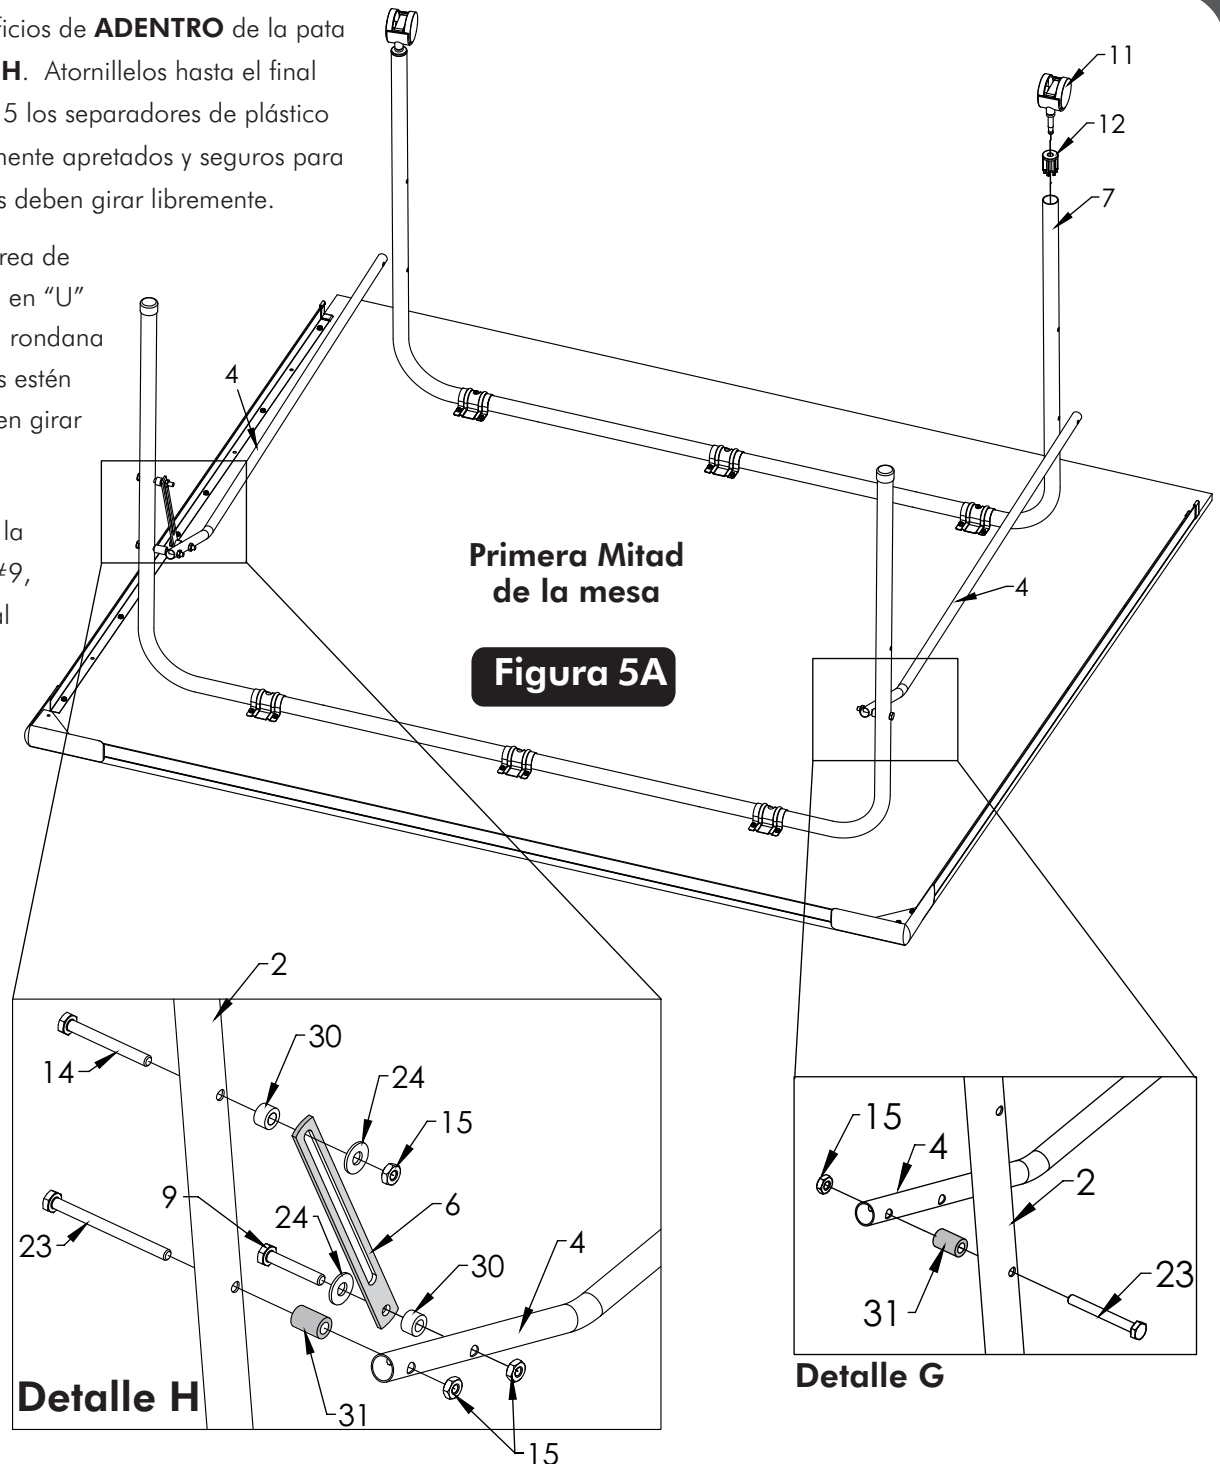 ficios de ADENTRO de la pata
H. Atornillelos hasta el final
5 los separadores de plástico
mente apretados y seguros para
s deben girar libremente.
rea de
en “U”
rondana
s estén
en girar
la
#9,
al
11
12
7
4
4
Primera Mitad
de la mesa
Figura 5A
2
14
30
24
15
9
24
6
23
30
4
31
15
Detalle H
15
4
2
31
23
Detalle G